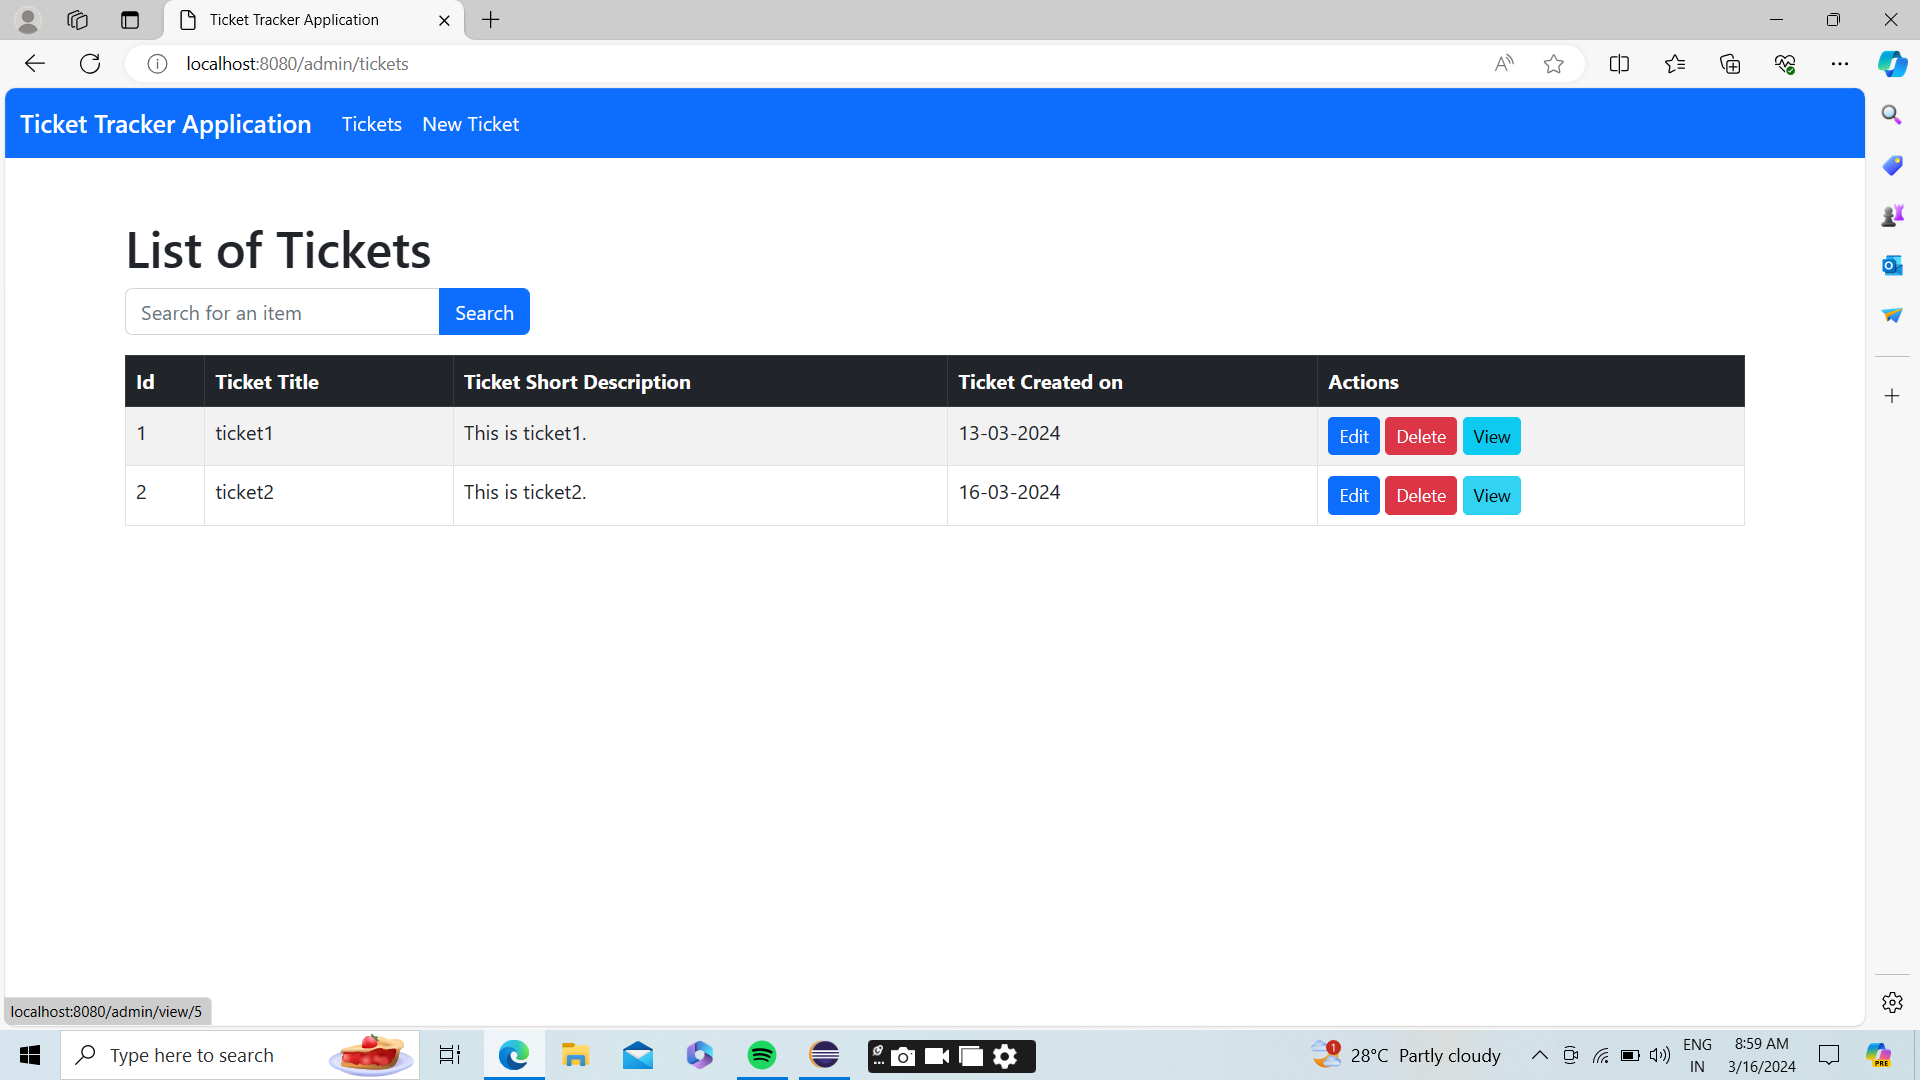 Ticket Tracker Application
localhost:8080/admin/tickets
Ticket Tracker Application Tickets New Ticket
List of Tickets
Search for an item Search
Id Ticket Title Ticket Short Description Ticket Created on Actions
1 ticket1 This is ticket1. 13-03-2024 Edit Delete View
2 ticket2 This is ticket2. 16-03-2024 Edit Delete View
localhost:8080/admin/view/5
Type here to search
1 28°C Partly cloudy
ENG
IN
8:59 AM
3/16/2024
PRE